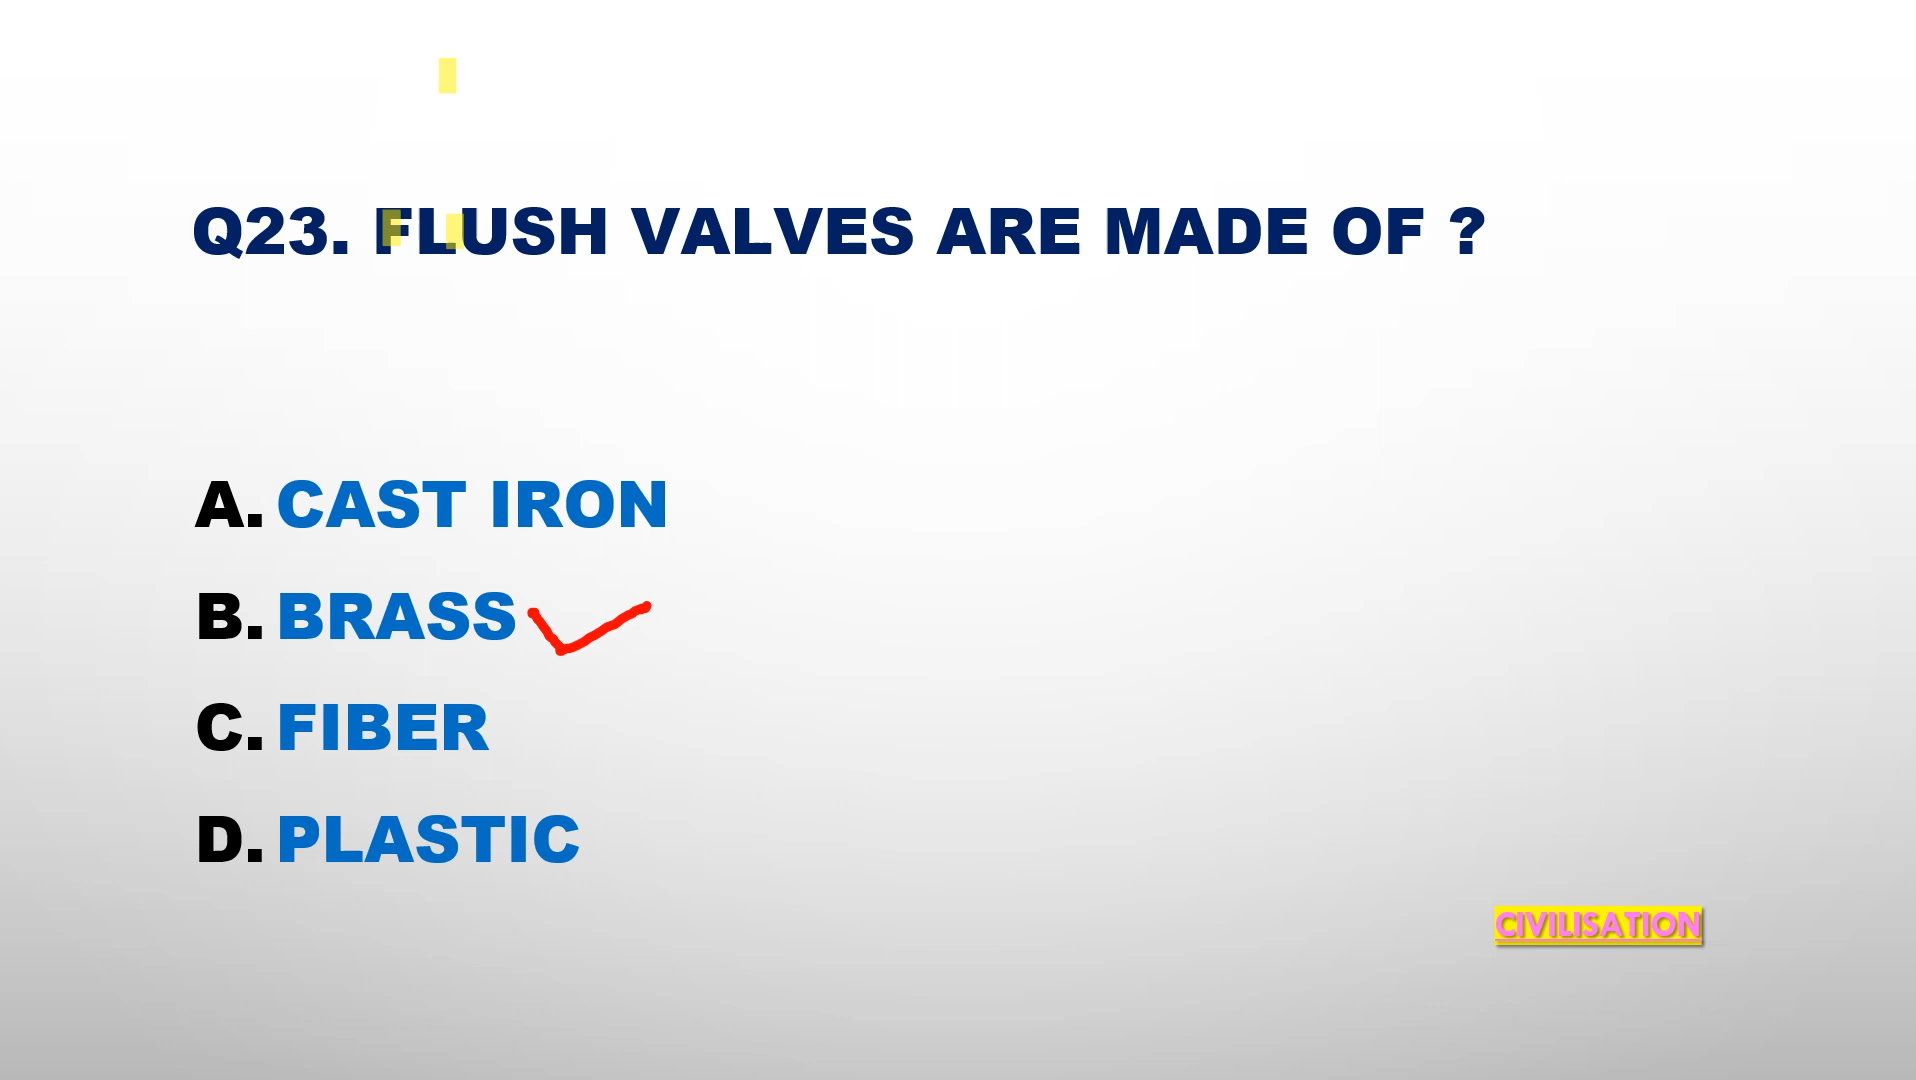 Q23. FLUSH VALVES ARE MADE OF ?
A. CAST IRON
B. BRASS
C. FIBER
D. PLASTIC
CIVILISATION